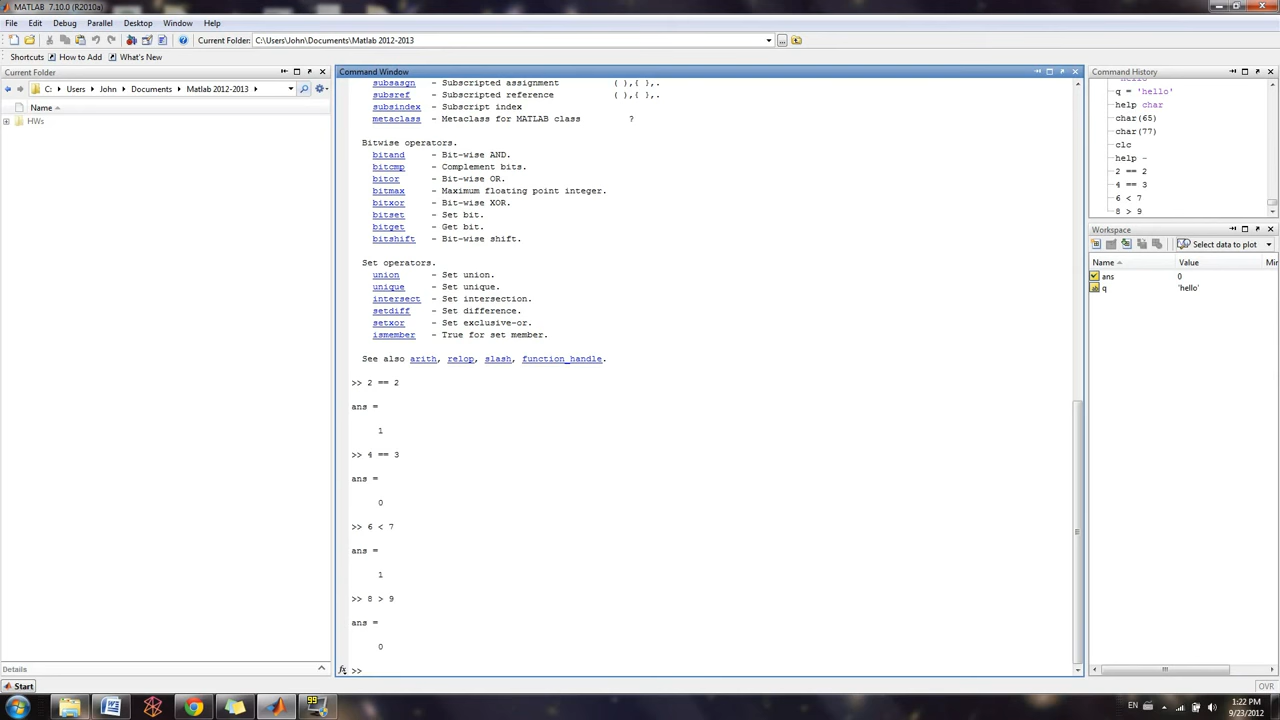 MATLAB 7.10.0 (R2010a)
File Edit Debug Parallel Desktop Window Help
Current Folder: C:\Users\John\Documents\Matlab 2012-2013
Shortcuts How to Add What's New
Current Folder
C: Users John Documents Matlab 2012-2013
Name
HWs
Details
Command Window
subsasgn - Subscripted assignment ( ),{ },.
subsref - Subscripted reference ( ),{ },.
subsindex - Subscript index
metaclass - Metaclass for MATLAB class ?
Bitwise operators.
bitand - Bit-wise AND.
bitcmp - Complement bits.
bitor - Bit-wise OR.
bitmax - Maximum floating point integer.
bitxor - Bit-wise XOR.
bitset - Set bit.
bitget - Get bit.
bitshift - Bit-wise shift.
Set operators.
union - Set union.
unique - Set unique.
intersect - Set intersection.
setdiff - Set difference.
setxor - Set exclusive-or.
ismember - True for set member.
See also arith, relop, slash, function_handle.
>> 2 == 2
ans =
1
>> 4 == 3
ans =
0
>> 6 < 7
ans =
1
>> 8 > 9
ans =
0
fx >>
Command History
q = 'hello'
help char
char(65)
char(77)
clc
help -
2 == 2
4 == 3
6 < 7
8 > 9
Workspace
Select data to plot
Name Value
ans 0
q 'hello'
Start
OVR
99
EN
1:22 PM
9/23/2012